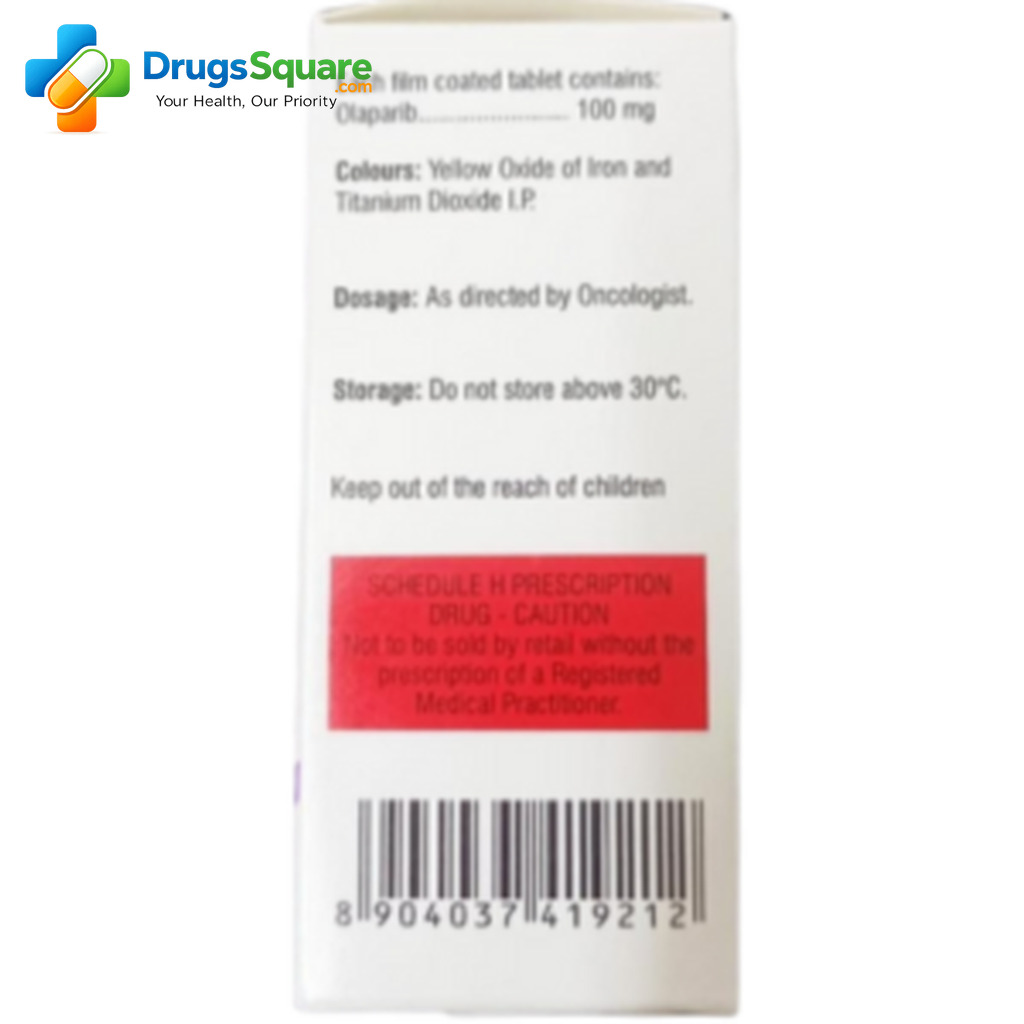 DrugsSquare
.com
Your Health, Our Priority
film coated tablet contains:
Olaparib...................... 100 mg
Colours: Yellow Oxide of Iron and
Titanium Dioxide I.P.
Dosage: As directed by Oncologist.
Storage: Do not store above 30°C.
Keep out of the reach of children
SCHEDULE H PRESCRIPTION
DRUG - CAUTION
Not to be sold by retail without the
prescription of a Registered
Medical Practitioner.
8 904037 419212